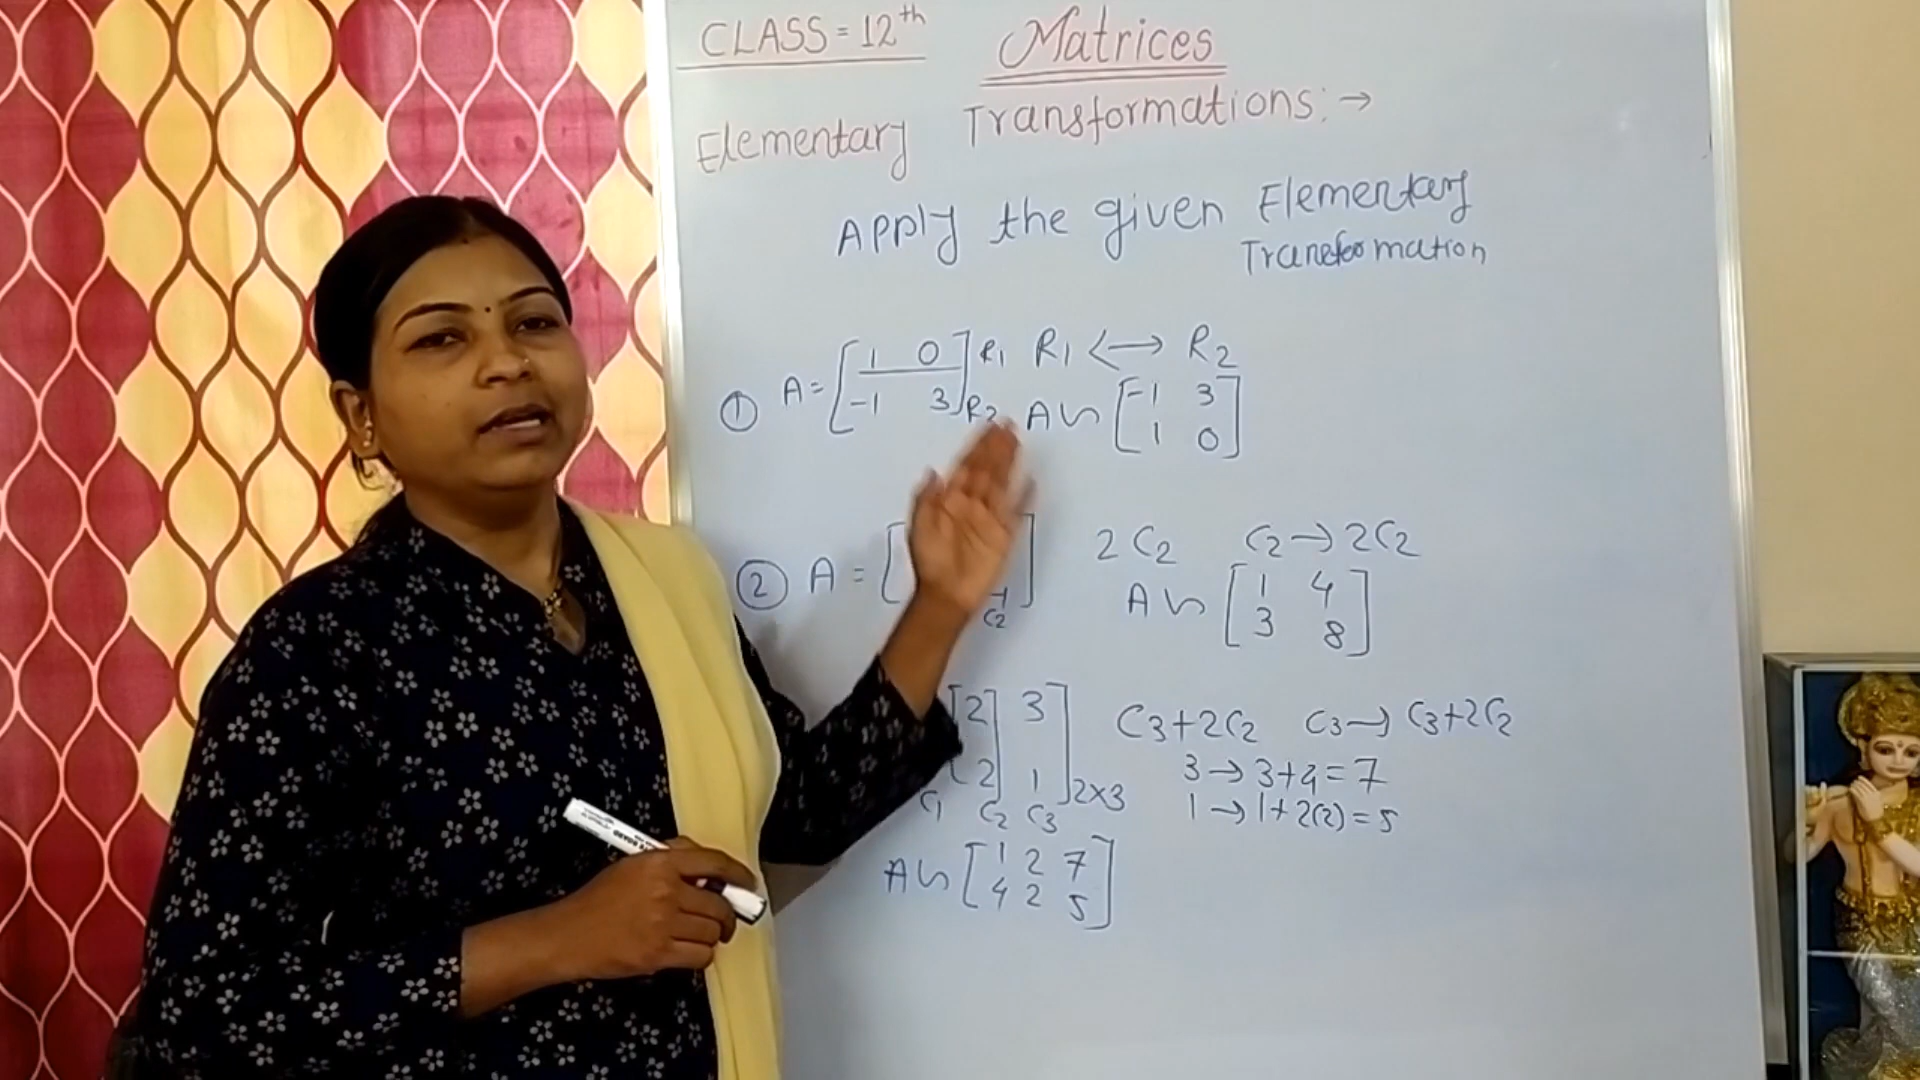 CLASS = 12th Matrices
Elementary Transformations: →
Apply the given Elementary
Transformation
① A = [ 1 0 ] R1 R1 ⟷ R2
-1 3 R2 A ~ [ -1 3
1 0 ]
② A = [ ] 2C2 C2 → 2C2
C2 A ~ [ 1 4
3 8 ]
2 3 ] C3+2C2 C3 → C3+2C2
2 1 ] 2×3 3 → 3+4 = 7
C1 C2 C3 1 → 1+2(2) = 5
A ~ [ 1 2 7
4 2 5 ]